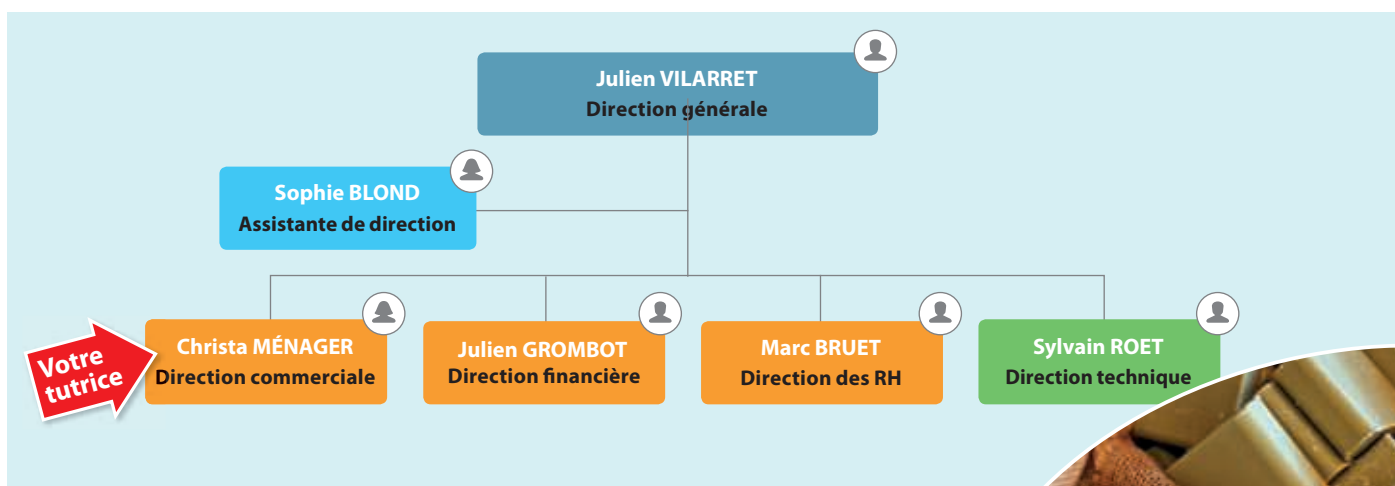 Julien VILARRET
Direction générale
Sophie BLOND
Assistante de direction
Votre
tutrice
Christa MÉNAGER
Direction commerciale
Julien GROMBOT
Direction financière
Marc BRUET
Direction des RH
Sylvain ROET
Direction technique